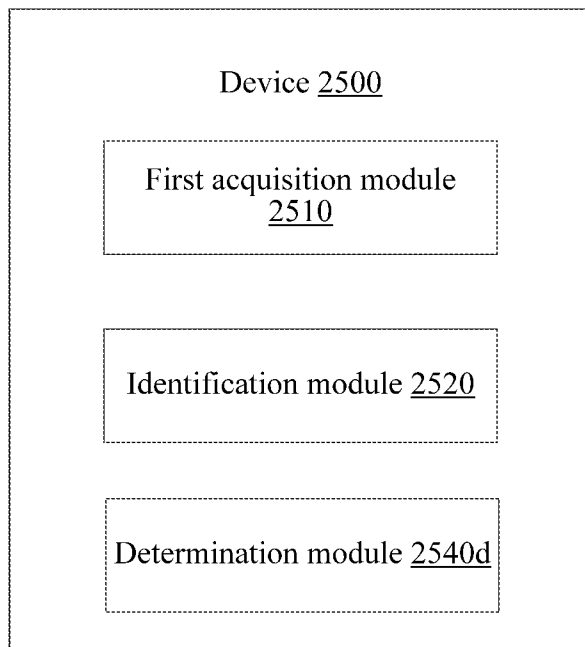 Device 2500
First acquisition module
2510
Identification module 2520
Determination module 2540d